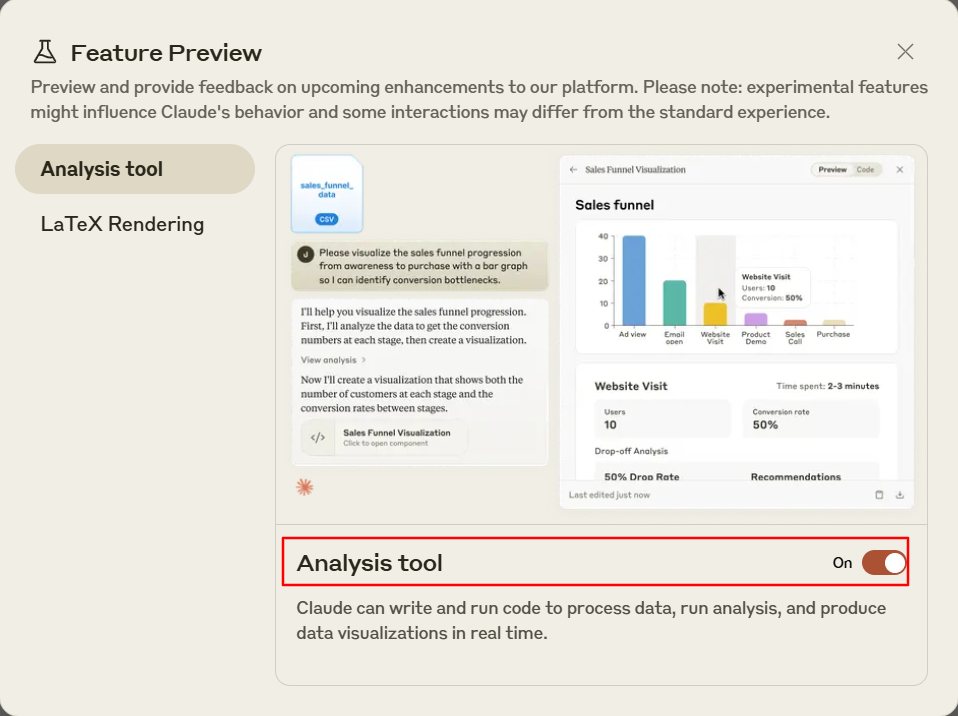 Feature Preview
Preview and provide feedback on upcoming enhancements to our platform. Please note: experimental features
might influence Claude's behavior and some interactions may differ from the standard experience.
Analysis tool
LaTeX Rendering
sales_funnel_
data
CSV
J
Please visualize the sales funnel progression
from awareness to purchase with a bar graph
so I can identify conversion bottlenecks.
I'll help you visualize the sales funnel progression.
First, I'll analyze the data to get the conversion
numbers at each stage, then create a visualization.
View analysis >
Now I'll create a visualization that shows both the
number of customers at each stage and the
conversion rates between stages.
</>
Sales Funnel Visualization
Click to open component
← Sales Funnel Visualization
Preview Code
Sales funnel
40
30
20
10
0
Website Visit
Users: 10
Conversion: 50%
Ad view
Email
open
Website
Visit
Product
Demo
Sales
Call
Purchase
Website Visit
Time spent: 2-3 minutes
Users
10
Conversion rate
50%
Drop-off Analysis
50% Drop Rate
Recommendations
Last edited just now
Analysis tool
On
Claude can write and run code to process data, run analysis, and produce
data visualizations in real time.